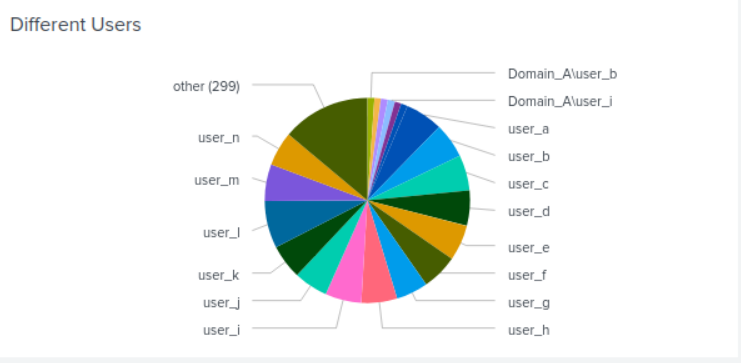 Different Users
Domain_A\user_b
other (299)
Domain_A\user_i
user_a
user_n
user_b
user_m
user_c
user_d
user_l
user_e
user_k
user_f
user_j
user_g
user_i
user_h